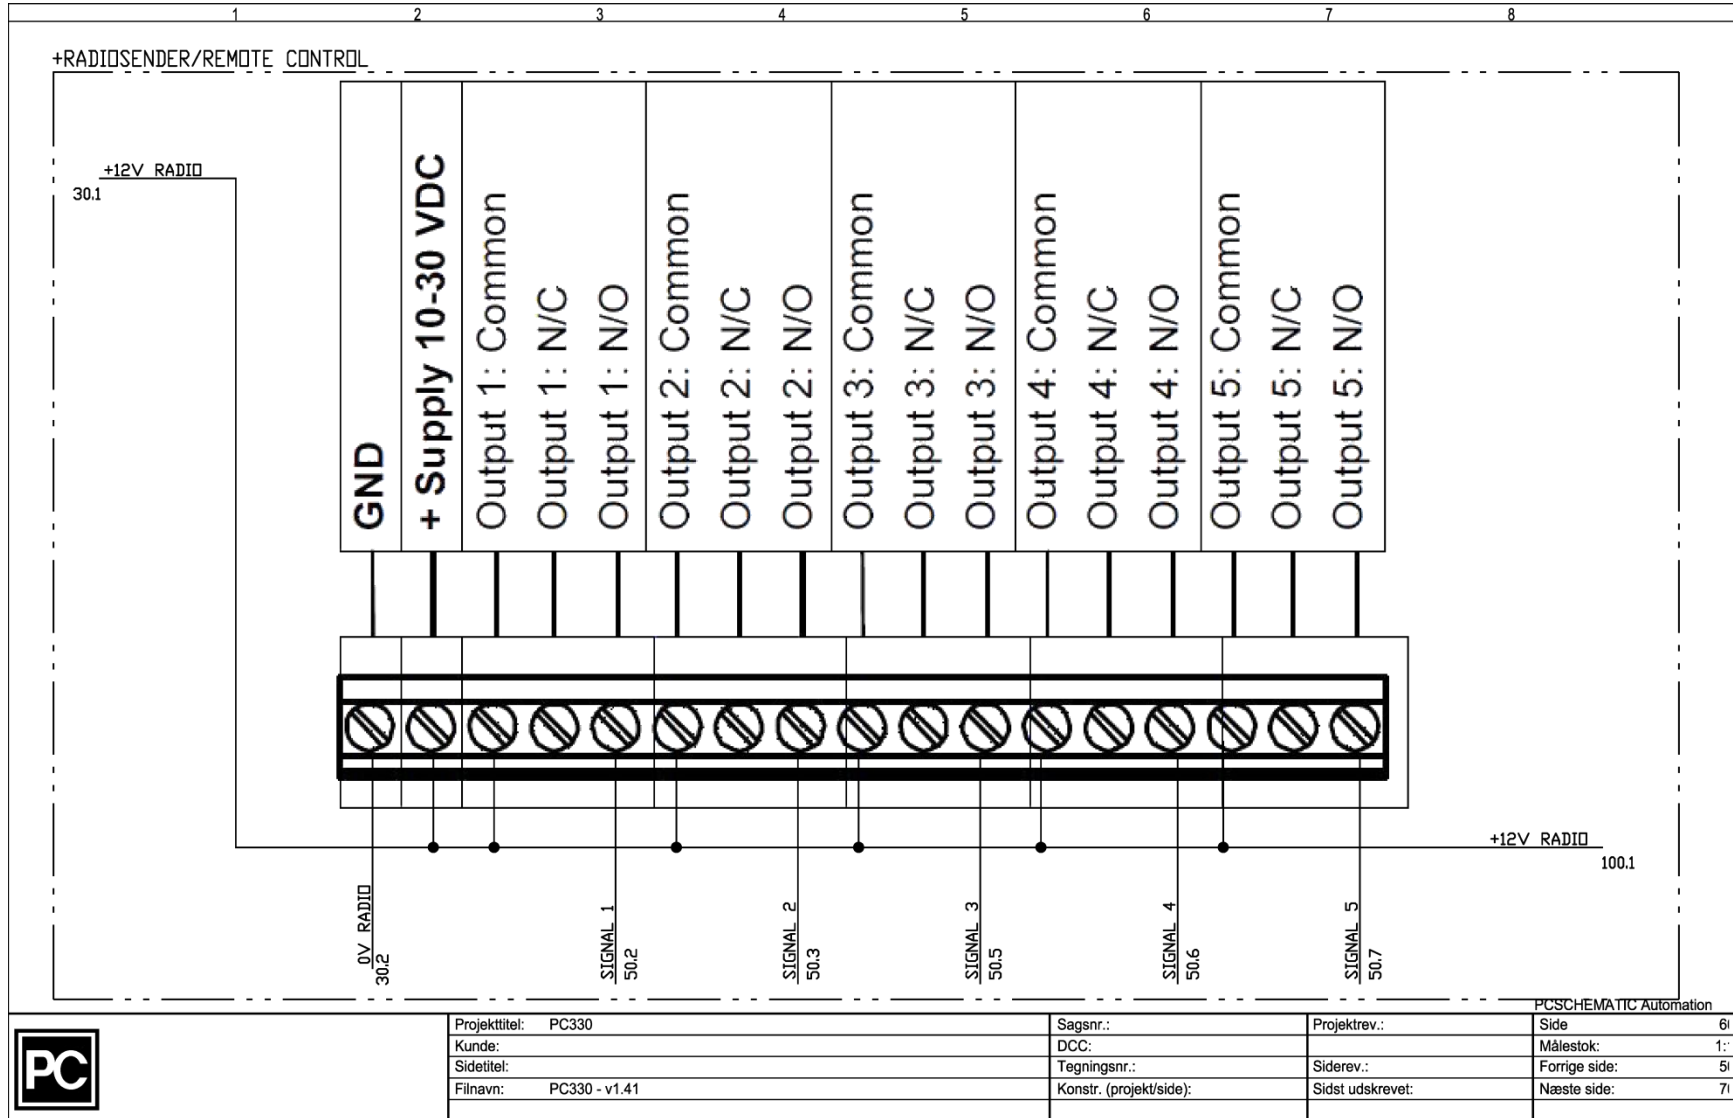 1 2 3 4 5 6 7 8
+RADIOSENDER/REMOTE CONTROL
+12V RADIO
30.1
GND
+ Supply 10-30 VDC
Output 1: Common
Output 1: N/C
Output 1: N/O
Output 2: Common
Output 2: N/C
Output 2: N/O
Output 3: Common
Output 3: N/C
Output 3: N/O
Output 4: Common
Output 4: N/C
Output 4: N/O
Output 5: Common
Output 5: N/C
Output 5: N/O
+12V RADIO
100.1
0V RADIO
30.2
SIGNAL 1
50.2
SIGNAL 2
50.3
SIGNAL 3
50.5
SIGNAL 4
50.6
SIGNAL 5
50.7
PCSCHEMATIC Automation
PC
Projekttitel: PC330
Kunde:
Sidetitel:
Filnavn: PC330 - v1.41
Sagsnr.:
DCC:
Tegningsnr.:
Konstr. (projekt/side):
Projektrev.:
Siderev.:
Sidst udskrevet:
Side
Målestok:
Forrige side:
Næste side: